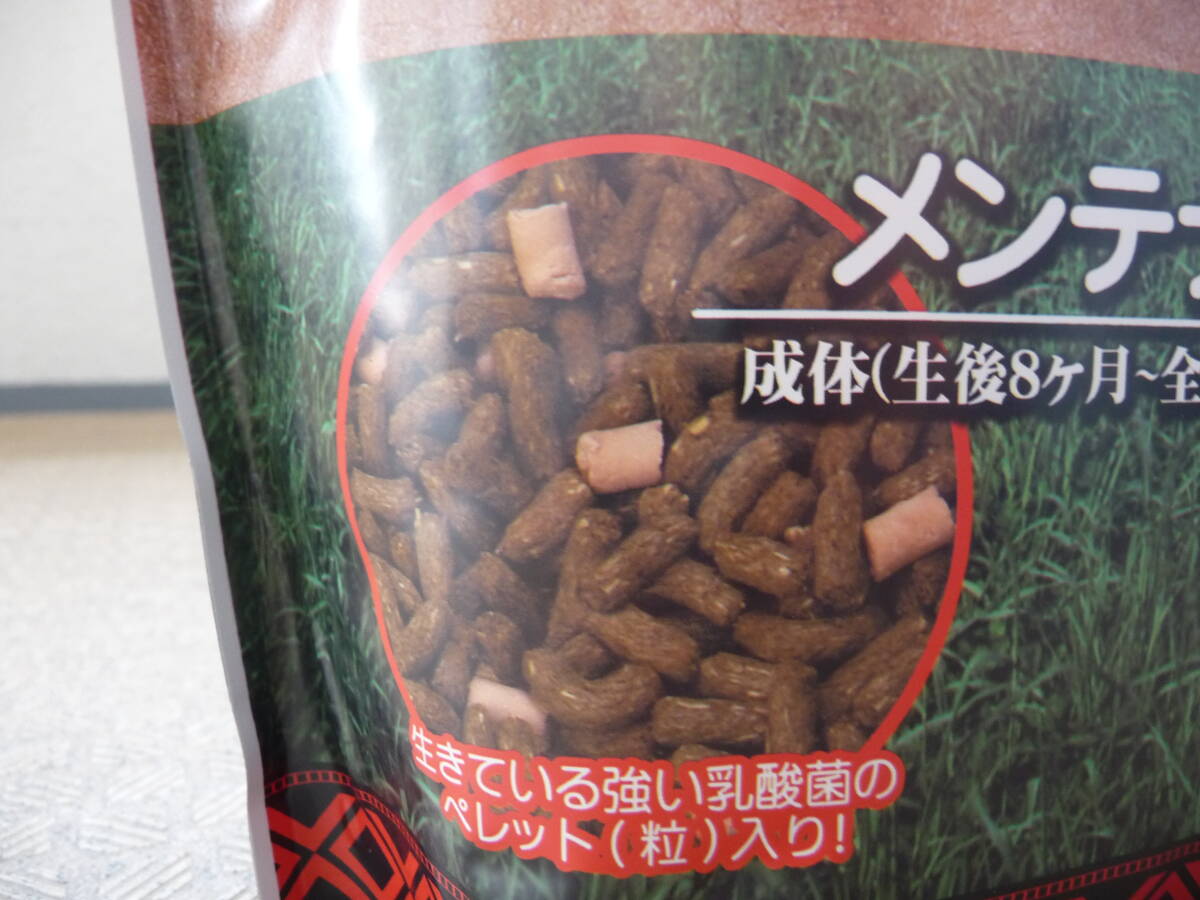 メンテ
成体(生後8ヶ月~全
生きている強い乳酸菌の
ペレット(粒)入り!